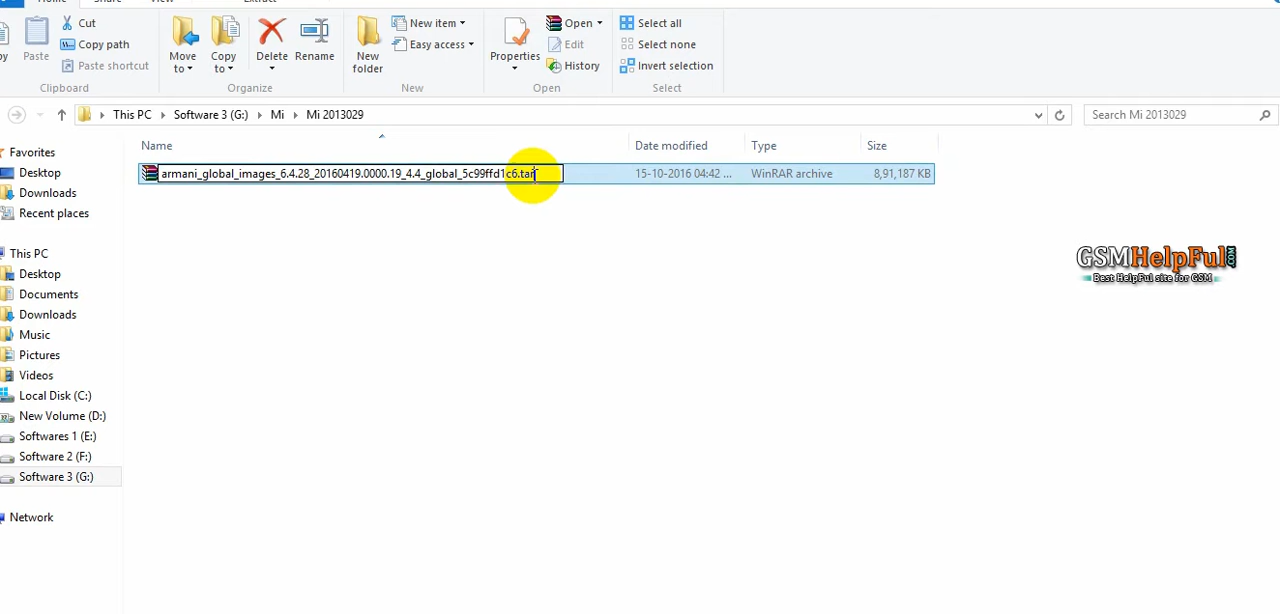 Home Share View Extract
Cut
Copy path
Paste shortcut
Paste
Clipboard
Move to
Copy to
Delete
Rename
Organize
New folder
New item
Easy access
New
Properties
Open
Edit
History
Open
Select all
Select none
Invert selection
Select
This PC Software 3 (G:) Mi Mi 2013029
Search Mi 2013029
Name Date modified Type Size
armani_global_images_6.4.28_20160419.0000.19_4.4_global_5c99ffd1c6.tar 15-10-2016 04:42 ... WinRAR archive 8,91,187 KB
Favorites
Desktop
Downloads
Recent places
This PC
Desktop
Documents
Downloads
Music
Pictures
Videos
Local Disk (C:)
New Volume (D:)
Softwares 1 (E:)
Software 2 (F:)
Software 3 (G:)
Network
GSMHelpFul.COM
Best HelpFul site for GSM